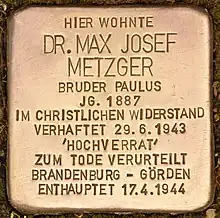 HIER WOHNTE
DR. MAX JOSEF
METZGER
BRUDER PAULUS
JG. 1887
IM CHRISTLICHEN WIDERSTAND
VERHAFTET 29.6.1943
'HOCHVERRAT'
ZUM TODE VERURTEILT
BRANDENBURG - GÖRDEN
ENTHAUPTET 17.4.1944